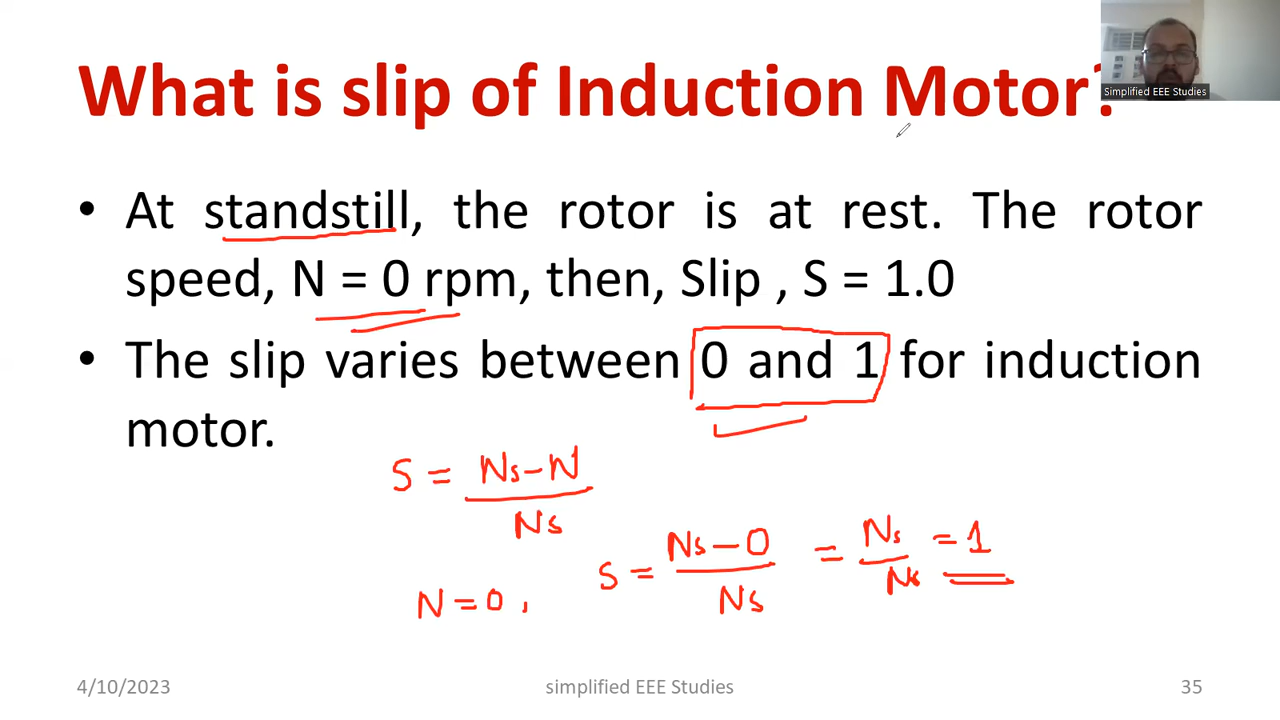 What is slip of Induction Motor?
Simplified EEE Studies
• At standstill, the rotor is at rest. The rotor
speed, N = 0 rpm, then, Slip , S = 1.0
• The slip varies between 0 and 1 for induction
motor.
S = Ns-N / Ns
N = 0 , S = Ns-0 / Ns = Ns / Ns = 1
4/10/2023 simplified EEE Studies 35